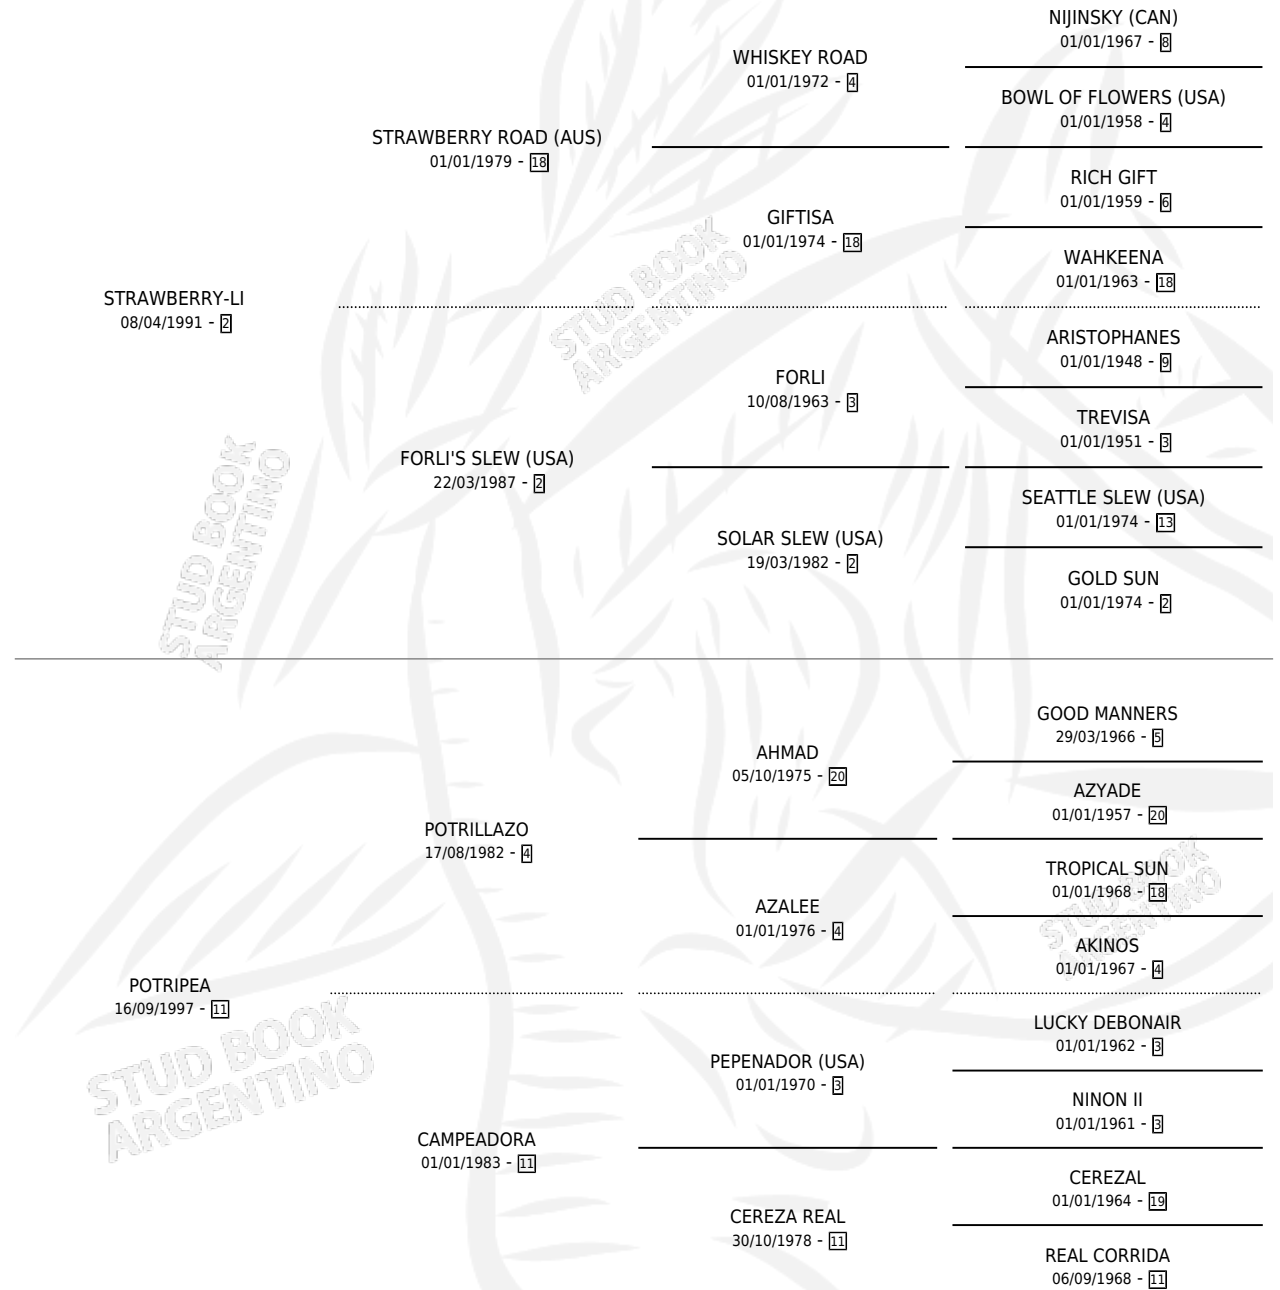 NIJINSKY (CAN)
01/01/1967 - 8
WHISKEY ROAD
01/01/1972 - 4
BOWL OF FLOWERS (USA)
01/01/1958 - 4
STRAWBERRY ROAD (AUS)
01/01/1979 - 18
RICH GIFT
01/01/1959 - 6
GIFTISA
01/01/1974 - 18
WAHKEENA
01/01/1963 - 18
STRAWBERRY-LI
08/04/1991 - 2
ARISTOPHANES
01/01/1948 - 9
FORLI
10/08/1963 - 3
TREVISA
01/01/1951 - 3
FORLI'S SLEW (USA)
22/03/1987 - 2
SEATTLE SLEW (USA)
01/01/1974 - 13
SOLAR SLEW (USA)
19/03/1982 - 2
GOLD SUN
01/01/1974 - 2
GOOD MANNERS
29/03/1966 - 5
AHMAD
05/10/1975 - 20
AZYADE
01/01/1957 - 20
POTRILLAZO
17/08/1982 - 4
TROPICAL SUN
01/01/1968 - 18
AZALEE
01/01/1976 - 4
AKINOS
01/01/1967 - 4
POTRIPEA
16/09/1997 - 11
LUCKY DEBONAIR
01/01/1962 - 3
PEPENADOR (USA)
01/01/1970 - 3
NINON II
01/01/1961 - 3
CAMPEADORA
01/01/1983 - 11
CEREZAL
01/01/1964 - 19
CEREZA REAL
30/10/1978 - 11
REAL CORRIDA
06/09/1968 - 11
STUD BOOK
ARGENTINO
STUD BOOK
ARGENTINO
STUD BOOK
ARGENTINO
STUD BOOK
ARGENTINO